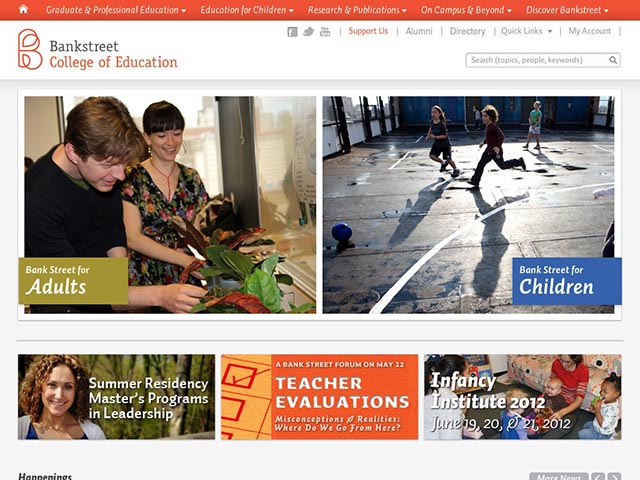 Graduate & Professional Education
Education for Children
Research & Publications
On Campus & Beyond
Discover Bankstreet
Bankstreet
College of Education
| Support Us | Alumni | Directory | Quick Links | My Account |
Search (topics, people, keywords)
Bank Street for
Adults
Bank Street for
Children
Summer Residency
Master's Programs
in Leadership
A BANK STREET FORUM ON MAY 12
TEACHER
EVALUATIONS
Misconceptions & Realities:
Where Do We Go From Here?
Infancy
Institute 2012
June 19, 20, & 21, 2012
Happenings
More News